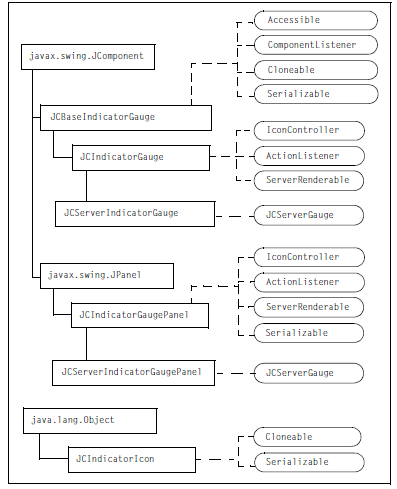 Accessible
javax.swing.JComponent
ComponentListener
Cloneable
Serializable
JCBaseIndicatorGauge
IconController
JCIndicatorGauge
ActionListener
ServerRenderable
JCServerIndicatorGauge
JCServerGauge
IconController
javax.swing.JPanel
ActionListener
JCIndicatorGaugePanel
ServerRenderable
Serializable
JCServerIndicatorGaugePanel
JCServerGauge
java.lang.Object
Cloneable
JCIndicatorIcon
Serializable